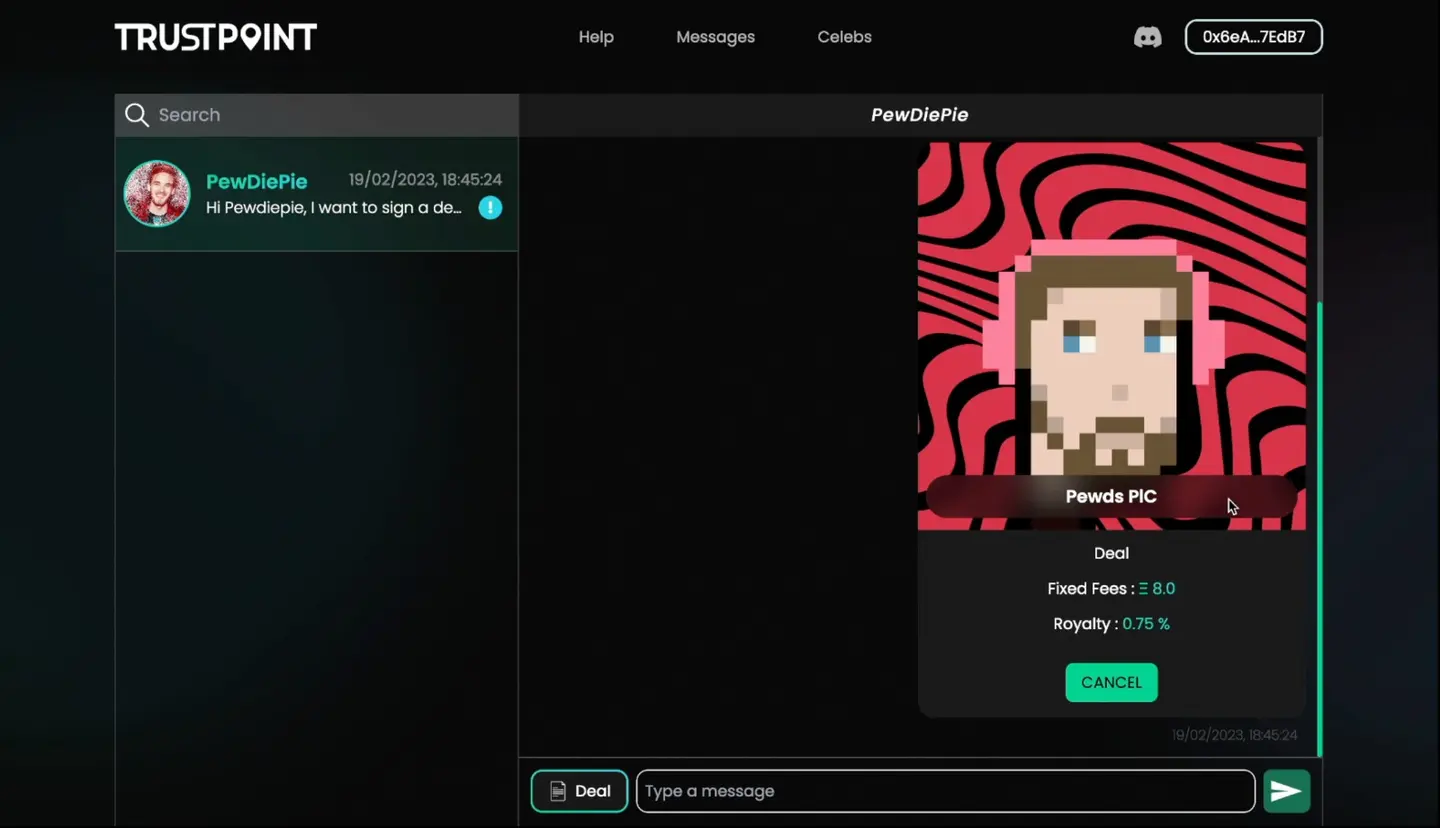 TRUSTPOINT
Help
Messages
Celebs
0x6eA...7EdB7
Search
PewDiePie
19/02/2023, 18:45:24
Hi Pewdiepie, I want to sign a de...
PewDiePie
Pewds PIC
Deal
Fixed Fees : Ξ 8.0
Royalty : 0.75 %
CANCEL
19/02/2023, 18:45:24
Deal
Type a message